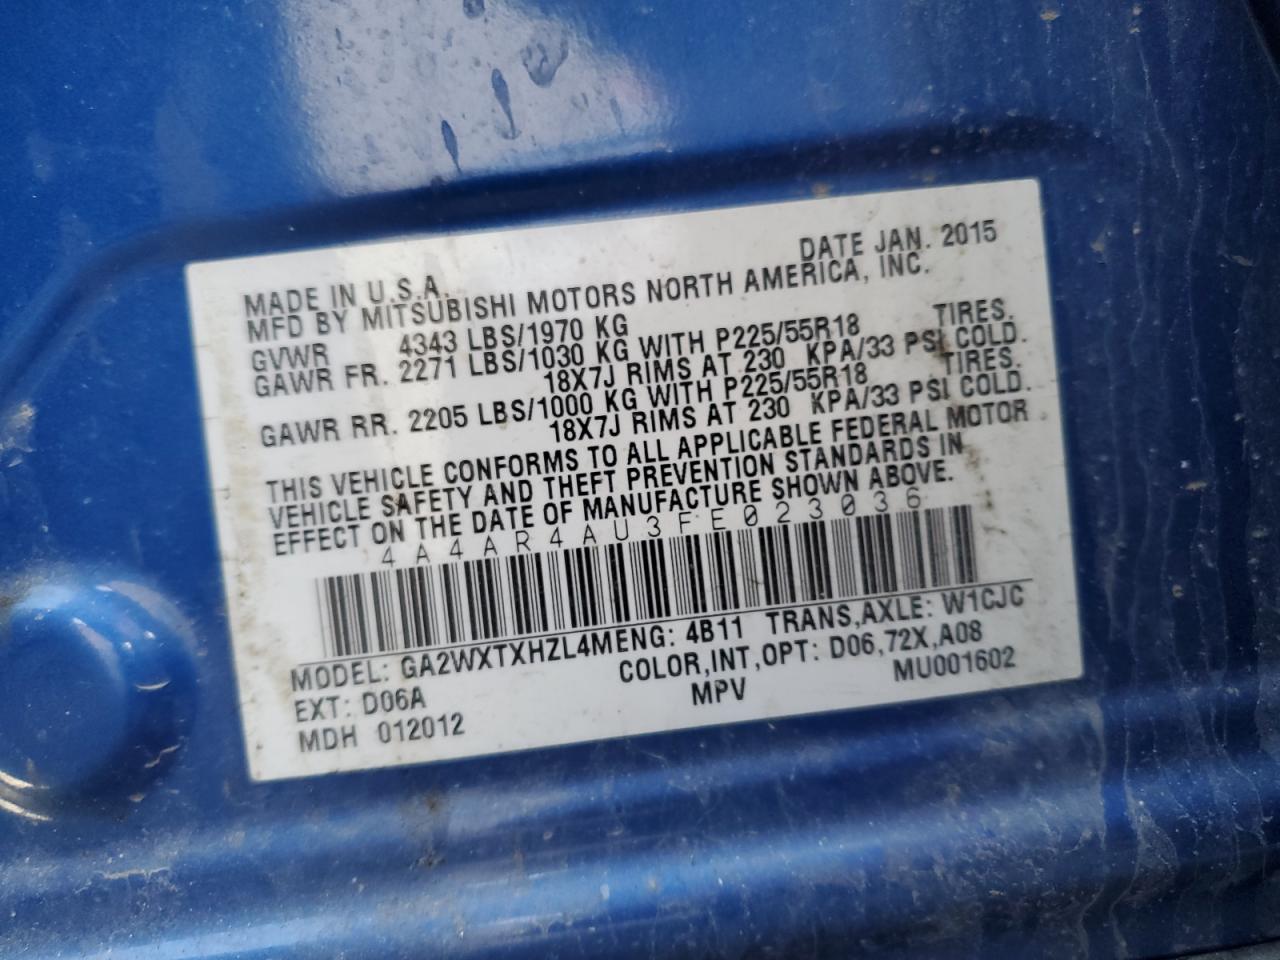 DATE JAN. 2015
MADE IN U.S.A.
MFD BY MITSUBISHI MOTORS NORTH AMERICA, INC.
GVWR 4343 LBS/1970 KG
GAWR FR. 2271 LBS/1030 KG WITH P225/55R18 TIRES.
18X7J RIMS AT 230 KPA/33 PSI COLD.
GAWR RR. 2205 LBS/1000 KG WITH P225/55R18 TIRES.
18X7J RIMS AT 230 KPA/33 PSI COLD.
THIS VEHICLE CONFORMS TO ALL APPLICABLE FEDERAL MOTOR
VEHICLE SAFETY AND THEFT PREVENTION STANDARDS IN
EFFECT ON THE DATE OF MANUFACTURE SHOWN ABOVE.
4A4AR4AU3FE023036
MODEL: GA2WXTXHZL4MENG: 4B11 TRANS,AXLE: W1CJC
EXT: D06A COLOR,INT,OPT: D06,72X,A08
MDH 012012 MPV MU001602